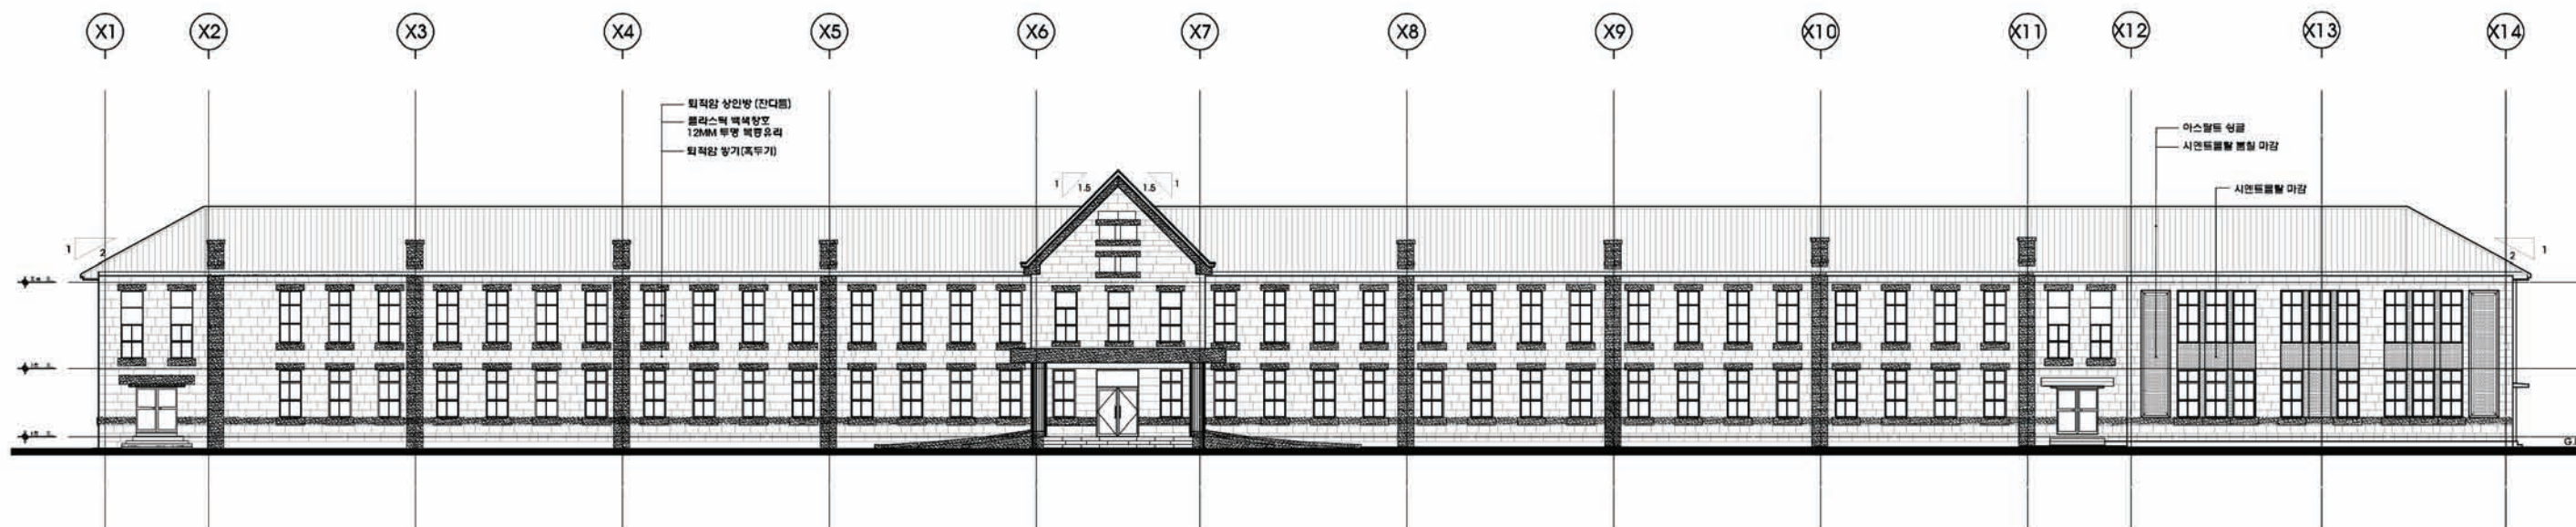 X1
X2
X3
X4
X5
X6
X7
X8
X9
X10
X11
X12
X13
X14
퇴적암 상인방 (잔다듬)
플라스틱 백색창호
12MM 투명 복층유리
퇴적암 쌓기(혹두기)
아스팔트 슁글
시멘트몰탈 뿜칠 마감
시멘트몰탈 마감
1
1.5
1.5
1
1
2
2
1